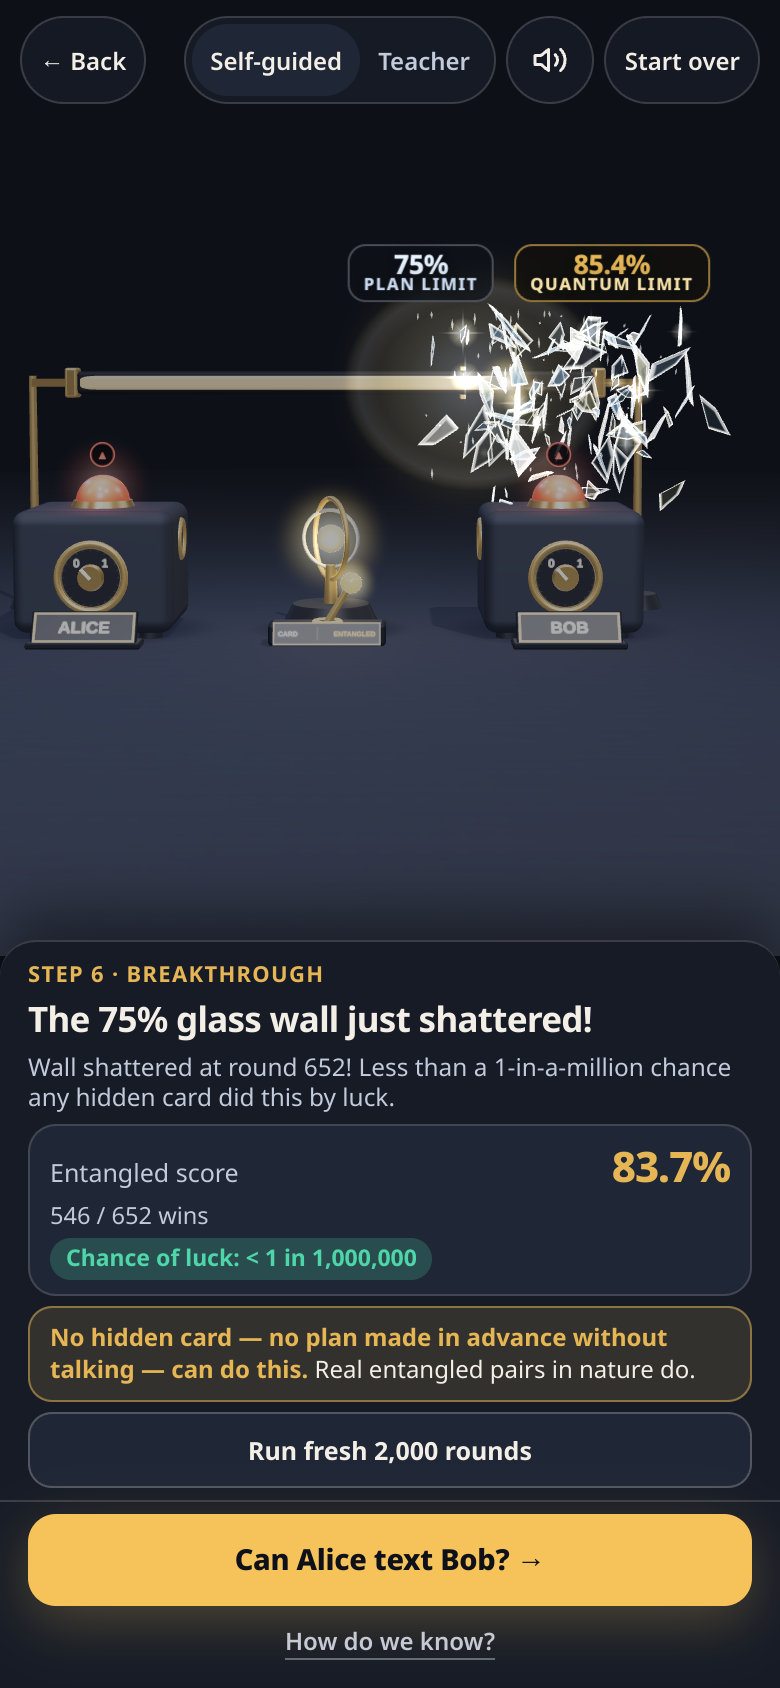 ← Back
Self-guided
Teacher
Start over
75%
PLAN LIMIT
85.4%
QUANTUM LIMIT
0 1
0 1
ALICE
CARD
ENTANGLED
BOB
STEP 6 · BREAKTHROUGH
The 75% glass wall just shattered!
Wall shattered at round 652! Less than a 1-in-a-million chance
any hidden card did this by luck.
Entangled score
83.7%
546 / 652 wins
Chance of luck: < 1 in 1,000,000
No hidden card — no plan made in advance without
talking — can do this. Real entangled pairs in nature do.
Run fresh 2,000 rounds
Can Alice text Bob? →
How do we know?